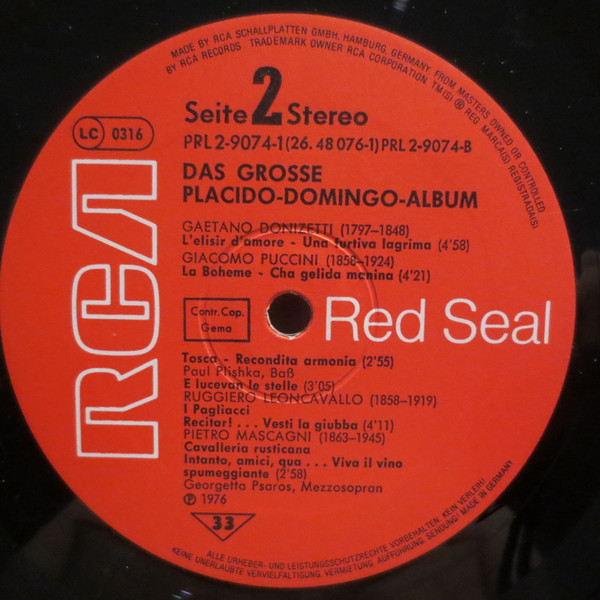 MADE BY RCA SCHALLPLATTEN GMBH, HAMBURG, GERMANY, FROM MASTERS OWNED OR CONTROLLED
BY RCA RECORDS TRADEMARK OWNER RCA CORPORATION. TM(S) ® REG. MARCA(S) REGISTRADA(S)
Seite 2 Stereo
PRL 2-9074-1 (26.48 076-1) PRL 2-9074-B
LC 0316
DAS GROSSE
PLACIDO-DOMINGO-ALBUM
GAETANO DONIZETTI (1797–1848)
L'elisir d'amore - Una furtiva lagrima (4'58)
GIACOMO PUCCINI (1858–1924)
La Boheme - Cha gelida manina (4'21)
Contr. Cop.
Gema
RCA
Red Seal
Tosca - Recondita armonia (2'55)
Paul Plishka, Baß
E lucevan le stelle (3'05)
RUGGIERO LEONCAVALLO (1858–1919)
I Pagliacci
Recitar! . . . Vesti la giubba (4'11)
PIETRO MASCAGNI (1863–1945)
Cavalleria rusticana
Intanto, amici, qua . . . Viva il vino
spumeggiante (2'58)
Georgetta Psaros, Mezzosopran
℗ 1976
33
ALLE URHEBER- UND LEISTUNGSSCHUTZRECHTE VORBEHALTEN. KEIN VERLEIH!
KEINE UNERLAUBTE VERVIELFÄLTIGUNG, VERMIETUNG, AUFFÜHRUNG, SENDUNG! MADE IN GERMANY